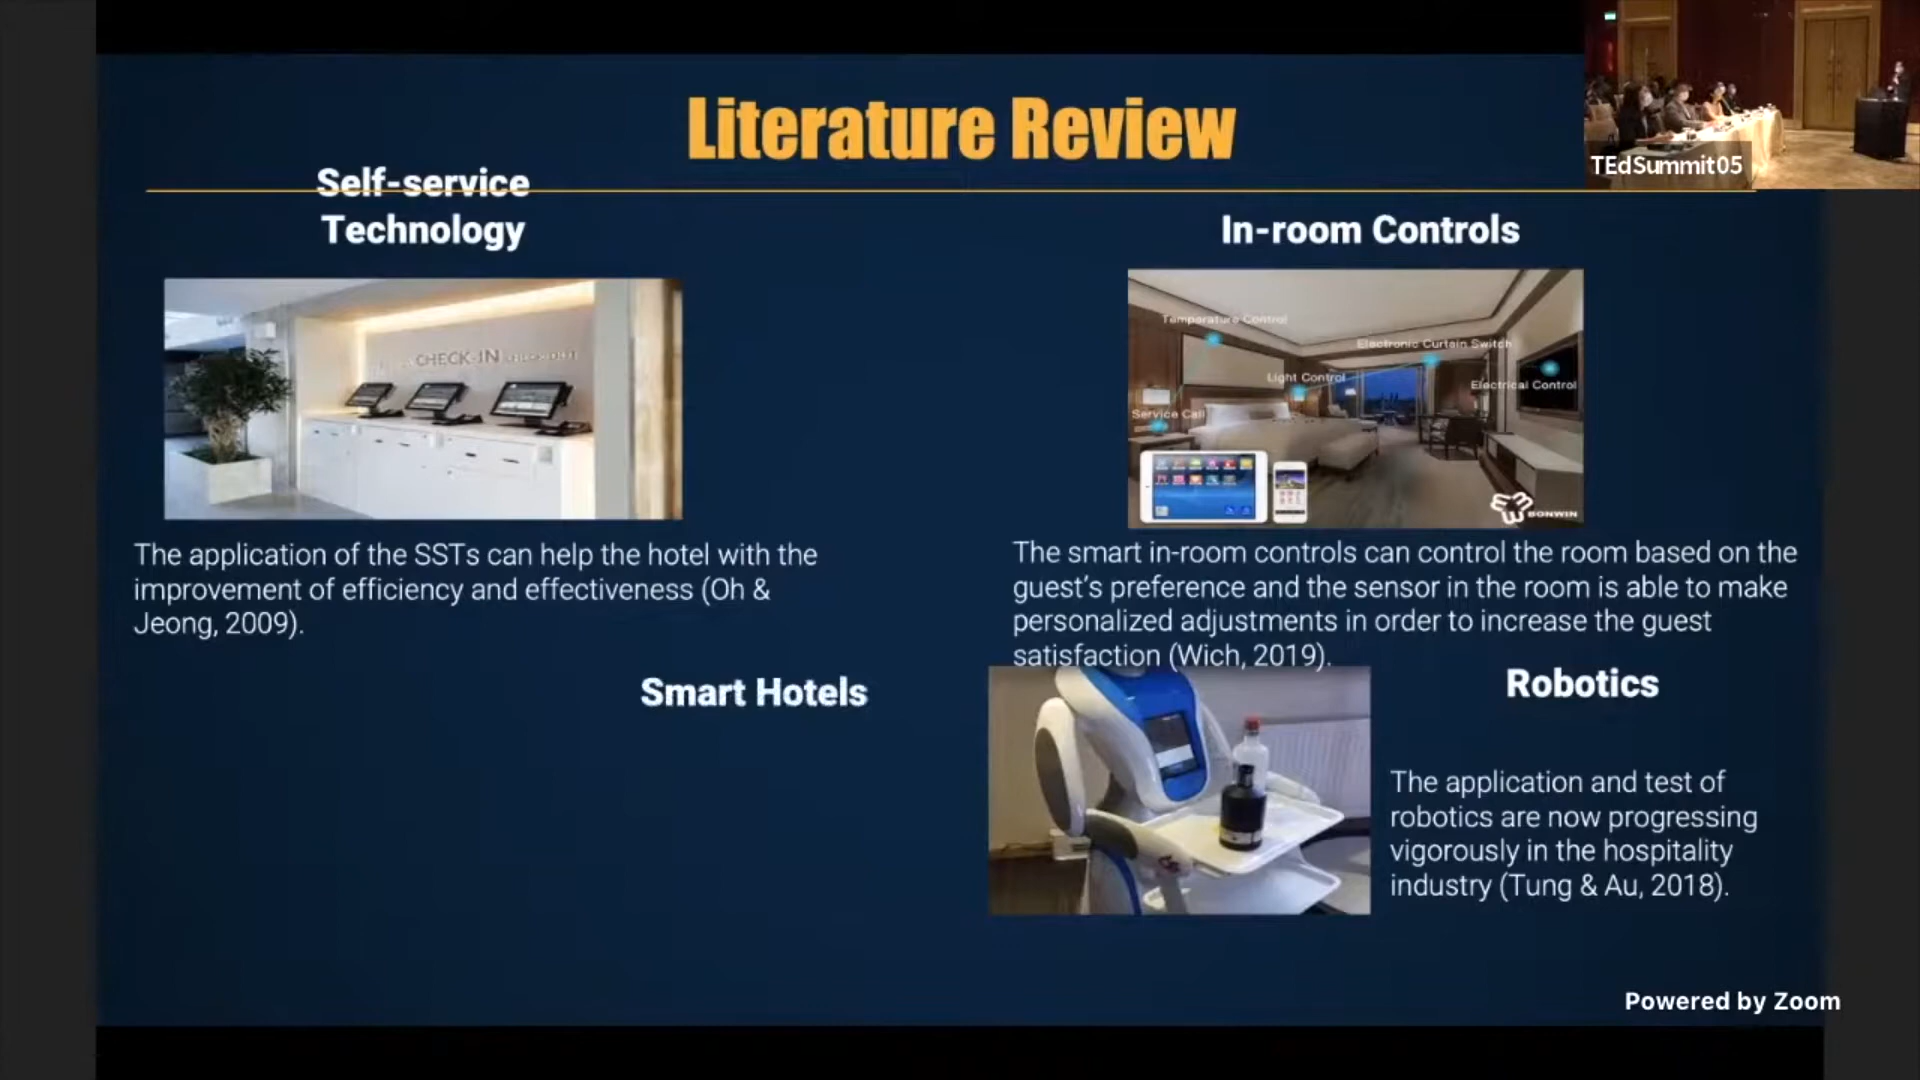 Literature Review
TEdSummit05
Self-service
Technology
In-room Controls
CHECK-IN
Temperature Control
Electronic Curtain Switch
Light Control
Electrical Control
Service Call
BONWIN
The application of the SSTs can help the hotel with the
improvement of efficiency and effectiveness (Oh &
Jeong, 2009).
The smart in-room controls can control the room based on the
guest’s preference and the sensor in the room is able to make
personalized adjustments in order to increase the guest
satisfaction (Wich, 2019).
Smart Hotels
Robotics
The application and test of
robotics are now progressing
vigorously in the hospitality
industry (Tung & Au, 2018).
Powered by Zoom